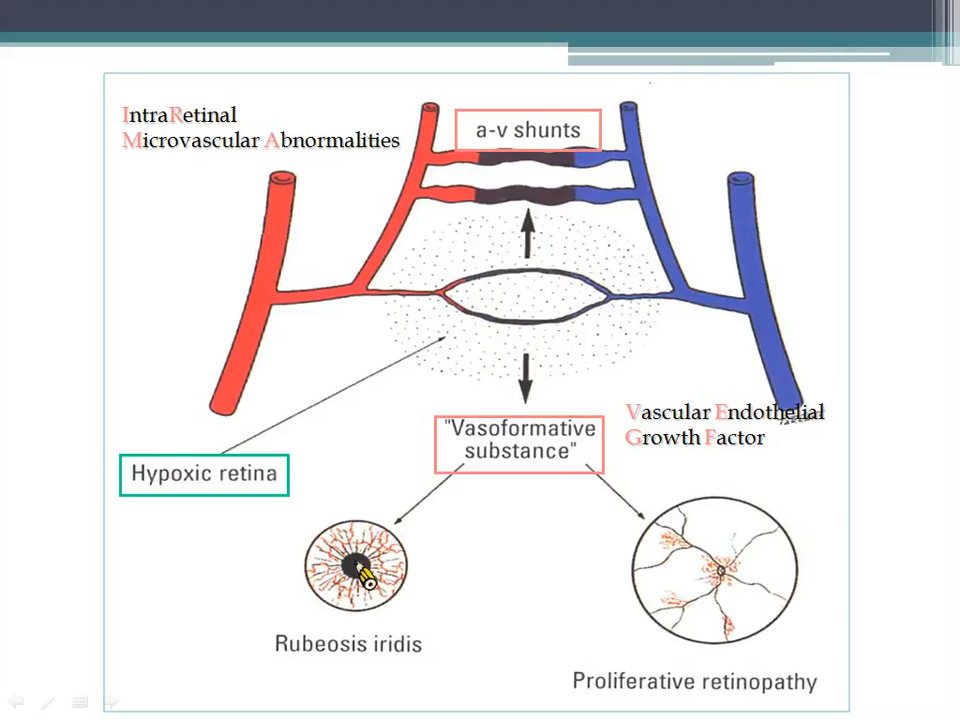 IntraRetinal
Microvascular Abnormalities
a-v shunts
Vascular Endothelial
Growth Factor
"Vasoformative
substance"
Hypoxic retina
Rubeosis iridis
Proliferative retinopathy